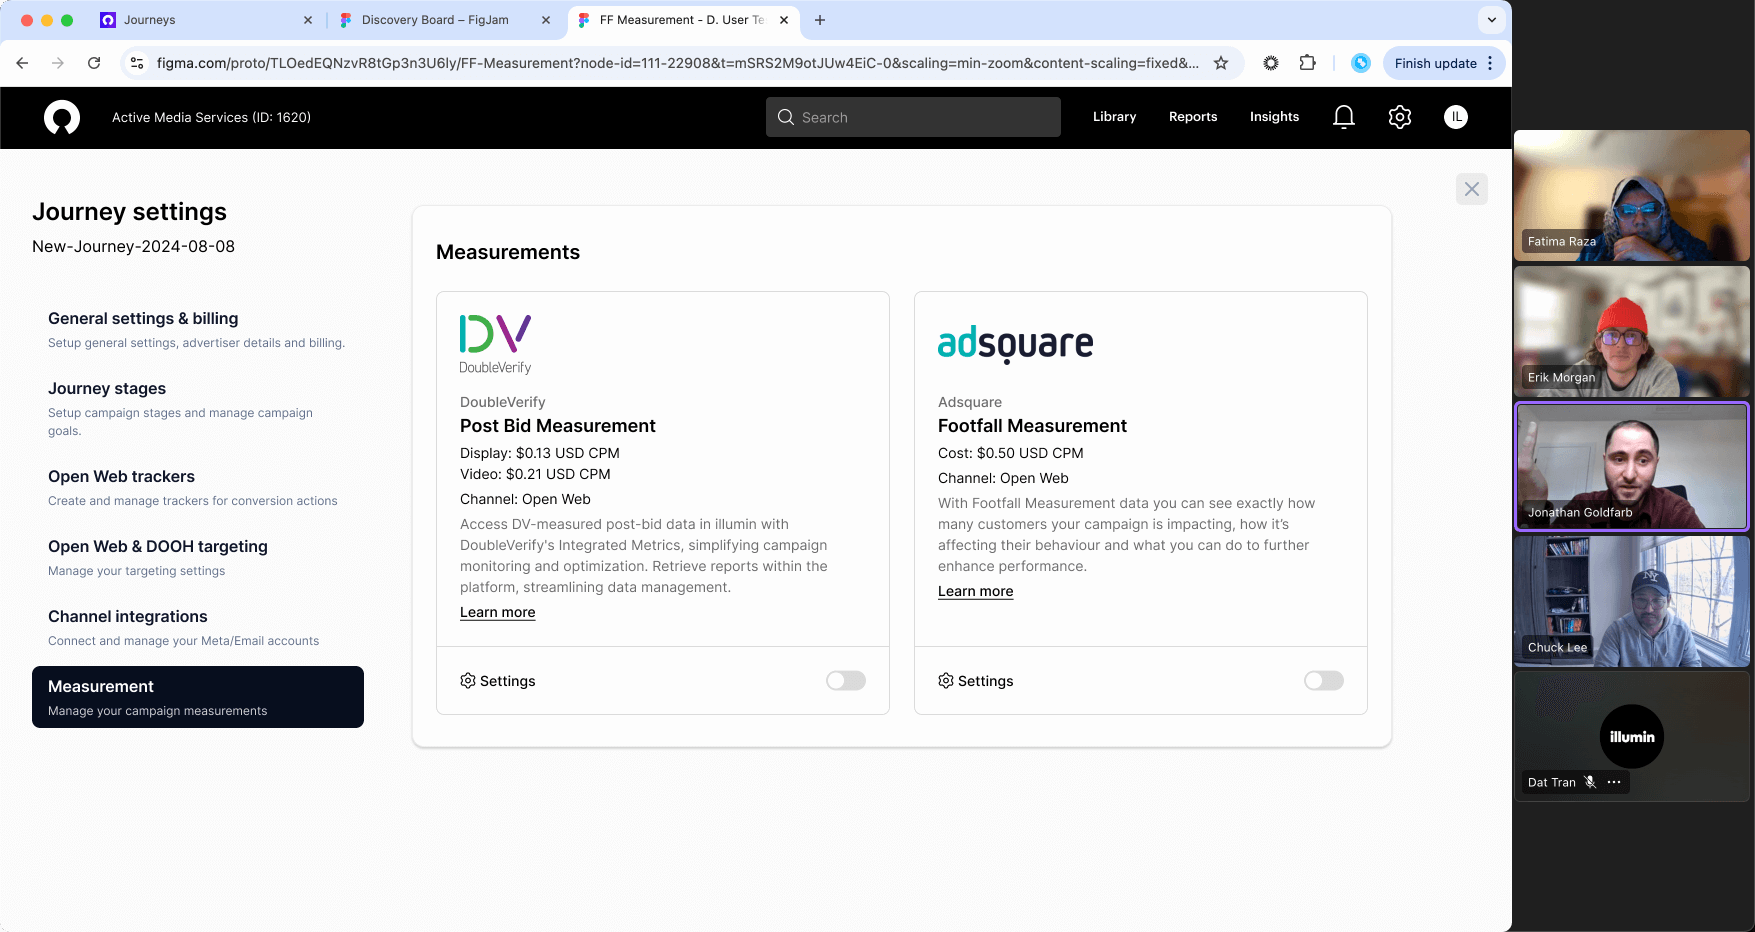 Journeys
Discovery Board – FigJam
FF Measurement - D. User Te
figma.com/proto/TLOedEQNzvR8tGp3n3U6ly/FF-Measurement?node-id=111-22908&t=mSRS2M9otJUw4EiC-0&scaling=min-zoom&content-scaling=fixed&...
Finish update
Active Media Services (ID: 1620)
Search
Library
Reports
Insights
IL
Journey settings
New-Journey-2024-08-08
General settings & billing
Setup general settings, advertiser details and billing.
Journey stages
Setup campaign stages and manage campaign
goals.
Open Web trackers
Create and manage trackers for conversion actions
Open Web & DOOH targeting
Manage your targeting settings
Channel integrations
Connect and manage your Meta/Email accounts
Measurement
Manage your campaign measurements
Measurements
DV
DoubleVerify
DoubleVerify
Post Bid Measurement
Display: $0.13 USD CPM
Video: $0.21 USD CPM
Channel: Open Web
Access DV-measured post-bid data in illumin with
DoubleVerify's Integrated Metrics, simplifying campaign
monitoring and optimization. Retrieve reports within the
platform, streamlining data management.
Learn more
Settings
adsquare
Adsquare
Footfall Measurement
Cost: $0.50 USD CPM
Channel: Open Web
With Footfall Measurement data you can see exactly how
many customers your campaign is impacting, how it’s
affecting their behaviour and what you can do to further
enhance performance.
Learn more
Settings
Fatima Raza
Erik Morgan
Jonathan Goldfarb
NY
Chuck Lee
illumin
Dat Tran